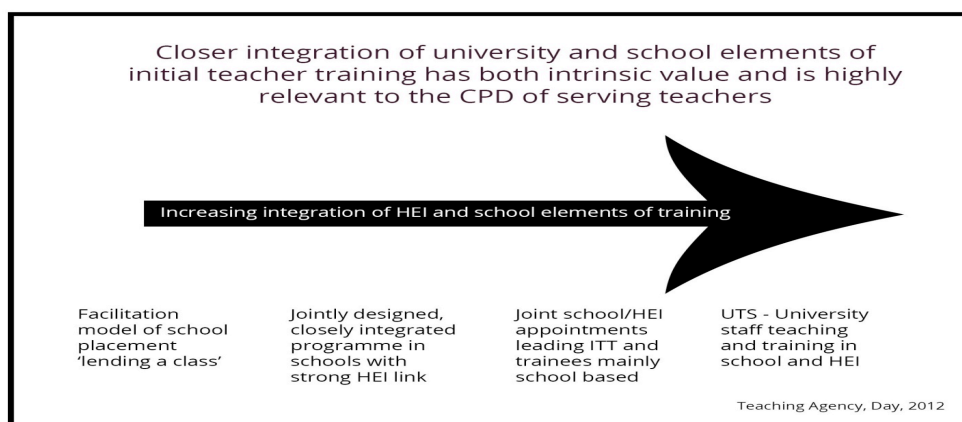 Closer integration of university and school elements of
initial teacher training has both intrinsic value and is highly
relevant to the CPD of serving teachers
Increasing integration of HEI and school elements of training
Facilitation
model of school
placement
‘lending a class’
Jointly designed,
closely integrated
programme in
schools with
strong HEI link
Joint school/HEI
appointments
leading ITT and
trainees mainly
school based
UTS - University
staff teaching
and training in
school and HEI
Teaching Agency, Day, 2012